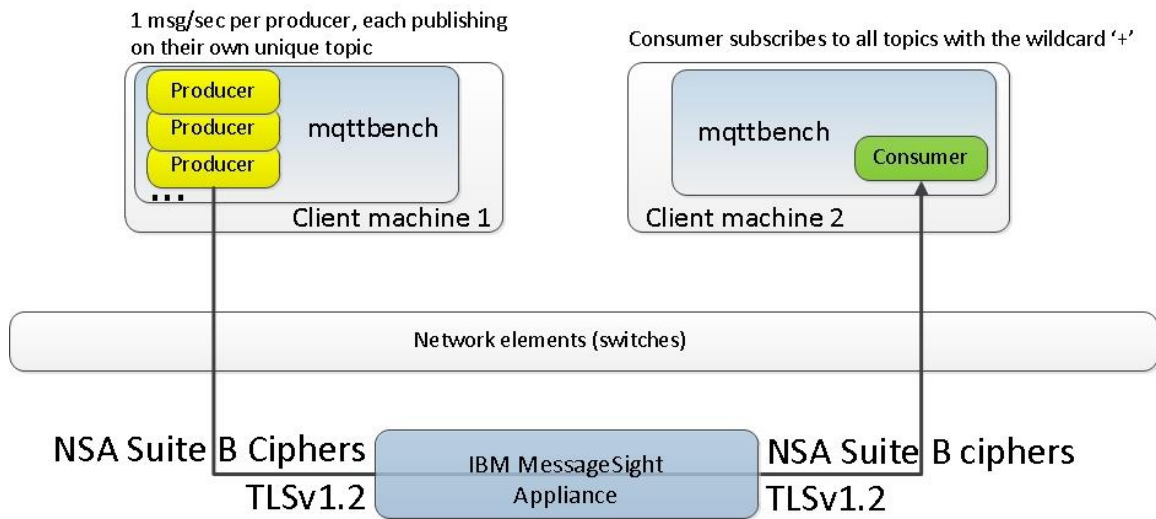 1 msg/sec per producer, each publishing
on their own unique topic
Producer
Producer
Producer
...
mqttbench
Client machine 1
Consumer subscribes to all topics with the wildcard ‘+’
mqttbench
Consumer
Client machine 2
Network elements (switches)
NSA Suite B Ciphers
TLSv1.2
IBM MessageSight
Appliance
NSA Suite B ciphers
TLSv1.2